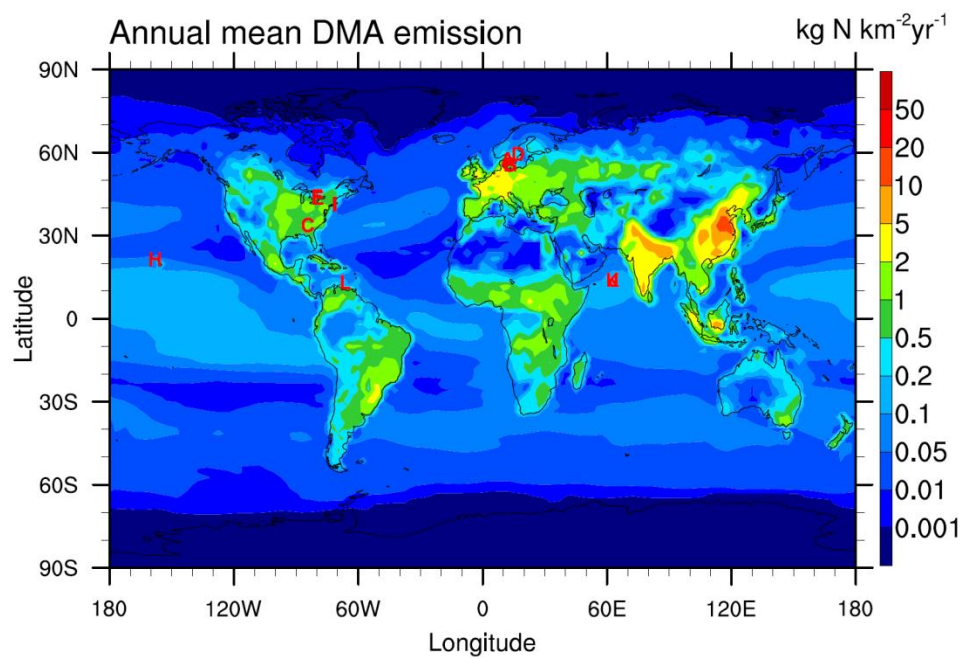 Annual mean DMA emission
kg N km⁻²yr⁻¹
90N
60N
30N
0
30S
60S
90S
Latitude
180
120W
60W
0
60E
120E
180
Longitude
H
E
I
C
L
D
50
20
10
5
2
1
0.5
0.2
0.1
0.05
0.01
0.001